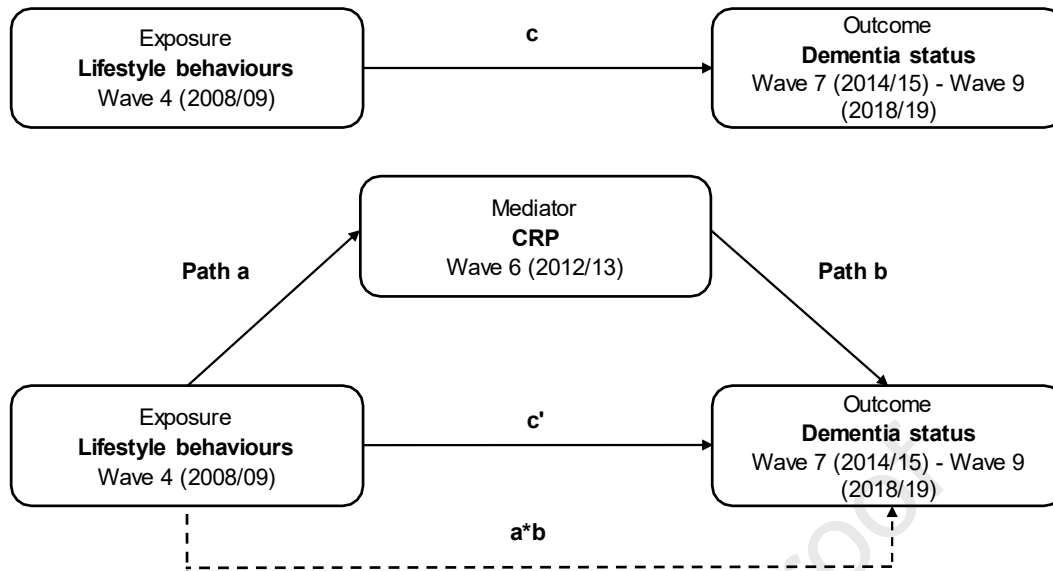 Exposure
Lifestyle behaviours
Wave 4 (2008/09)
c
Outcome
Dementia status
Wave 7 (2014/15) - Wave 9
(2018/19)
Mediator
CRP
Wave 6 (2012/13)
Path a
Path b
Exposure
Lifestyle behaviours
Wave 4 (2008/09)
c'
Outcome
Dementia status
Wave 7 (2014/15) - Wave 9
(2018/19)
a*b
roof